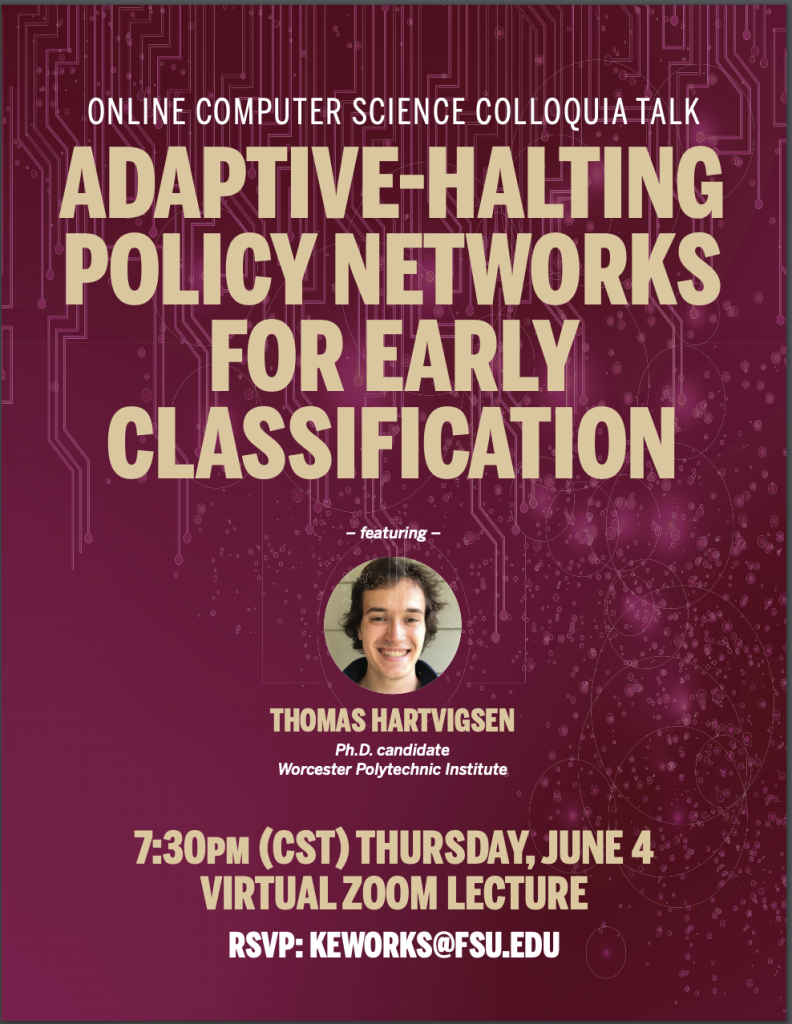 ONLINE COMPUTER SCIENCE COLLOQUIA TALK
ADAPTIVE-HALTING
POLICY NETWORKS
FOR EARLY
CLASSIFICATION
– featuring –
THOMAS HARTVIGSEN
Ph.D. candidate
Worcester Polytechnic Institute
7:30PM (CST) THURSDAY, JUNE 4
VIRTUAL ZOOM LECTURE
RSVP: KEWORKS@FSU.EDU